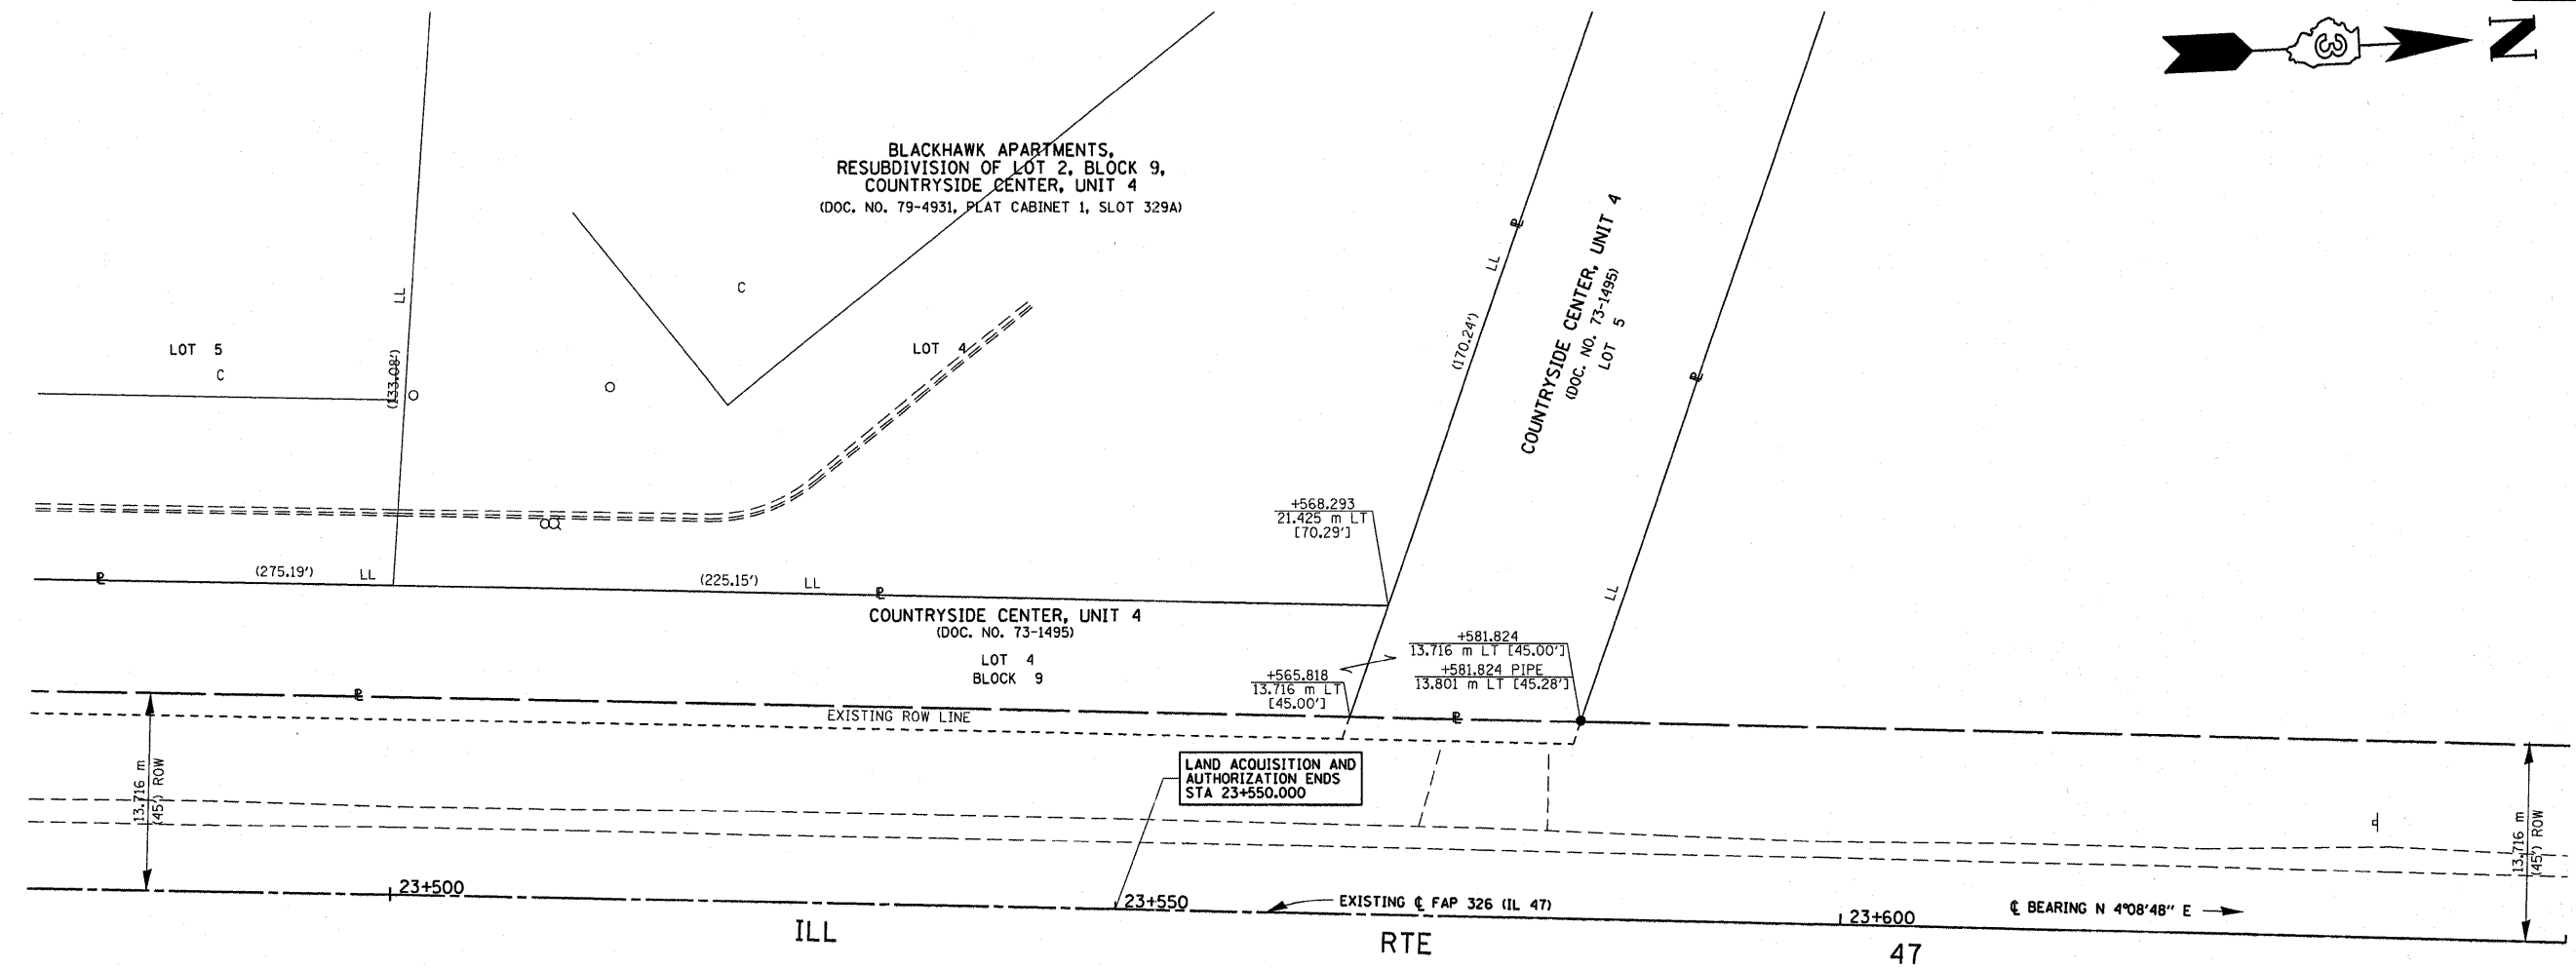 3
N
BLACKHAWK APARTMENTS,
RESUBDIVISION OF LOT 2, BLOCK 9,
COUNTRYSIDE CENTER, UNIT 4
(DOC. NO. 79-4931, PLAT CABINET 1, SLOT 329A)
COUNTRYSIDE CENTER, UNIT 4
(DOC. NO. 73-1495)
LOT 5
℄ BEARING N 4°08'48" E
LL
LL
(170.24')
LL
C
LOT 5
C
(133.08')
LOT 4
+568.293
21.425 m LT
[70.29']
(275.19')
LL
(225.15')
LL
COUNTRYSIDE CENTER, UNIT 4
(DOC. NO. 73-1495)
LOT 4
BLOCK 9
+565.818
13.716 m LT
[45.00']
+581.824
13.716 m LT [45.00']
+581.824 PIPE
13.801 m LT [45.28']
EXISTING ROW LINE
13.716 m
(45') ROW
LAND ACQUISITION AND
AUTHORIZATION ENDS
STA 23+550.000
13.716 m
(45') ROW
23+500
23+550
EXISTING ℄ FAP 326 (IL 47)
23+600
ILL
RTE
47